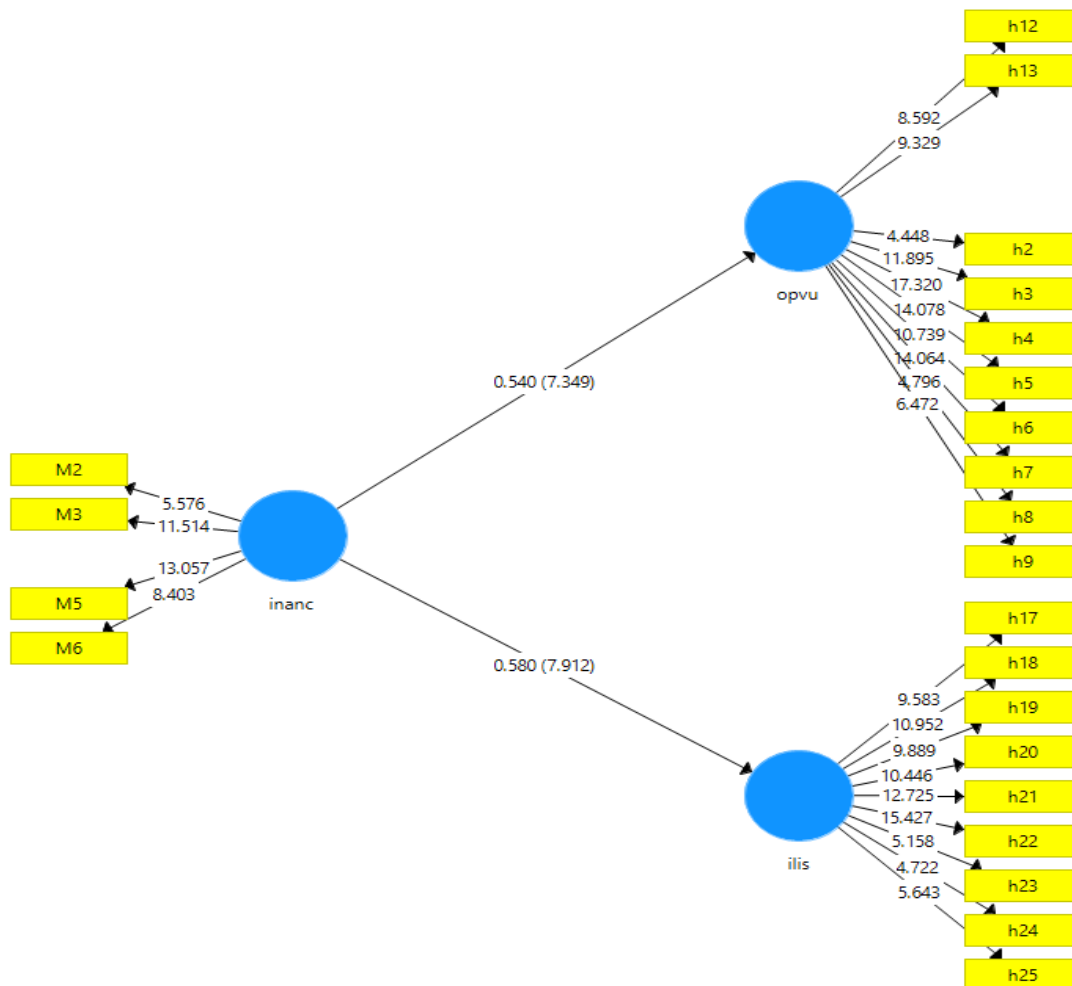 h12
h13
8.592
9.329
opvu
4.448
11.895
17.320
14.078
10.739
14.064
4.796
6.472
h2
h3
h4
h5
h6
h7
h8
h9
0.540 (7.349)
M2
M3
M5
M6
5.576
11.514
13.057
8.403
inanc
0.580 (7.912)
h17
h18
h19
h20
h21
h22
h23
h24
h25
9.583
10.952
9.889
10.446
12.725
15.427
5.158
4.722
5.643
ilis